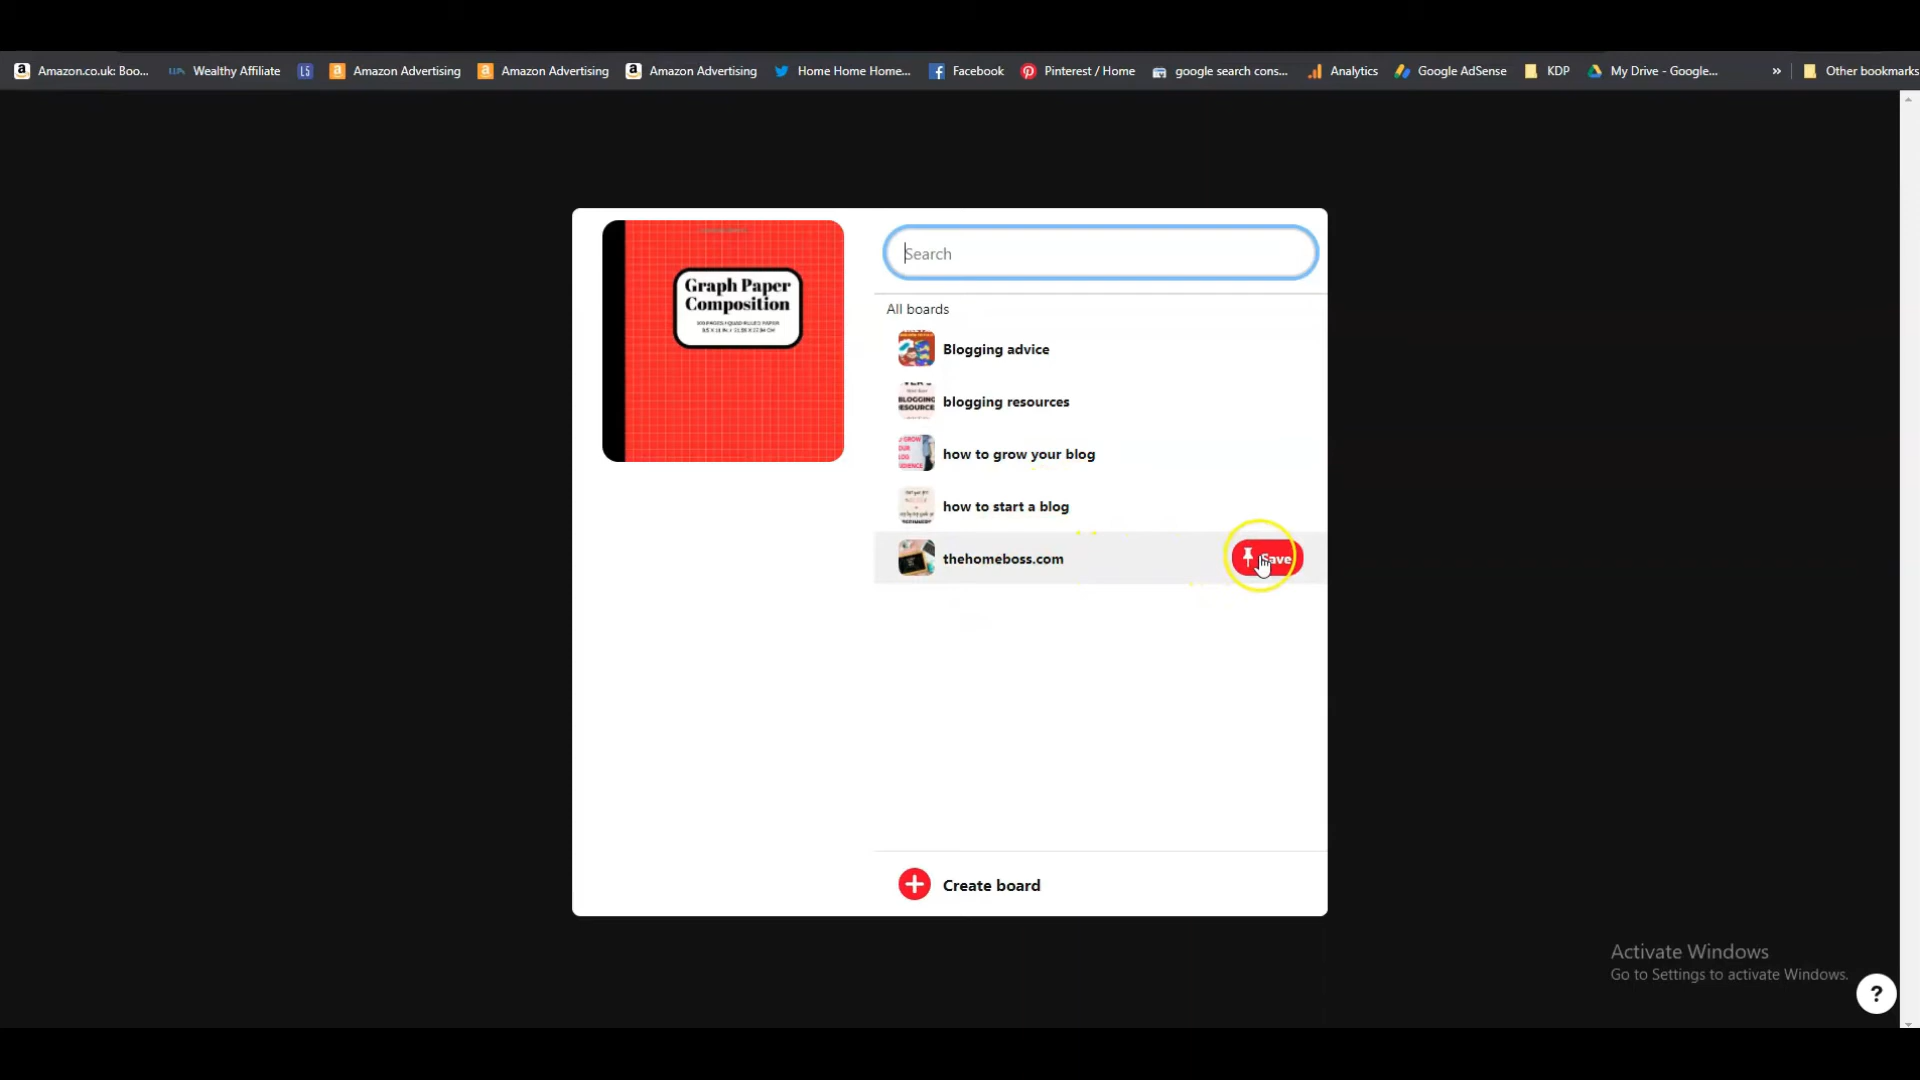 Amazon.co.uk: Boo...
Wealthy Affiliate
Amazon Advertising
Amazon Advertising
Amazon Advertising
Home Home Home...
Facebook
Pinterest / Home
google search cons...
Analytics
Google AdSense
KDP
My Drive - Google...
»
Other bookmarks
Graph Paper
Composition
Search
All boards
Blogging advice
blogging resources
how to grow your blog
how to start a blog
thehomeboss.com
Save
Create board
Activate Windows
Go to Settings to activate Windows.
?